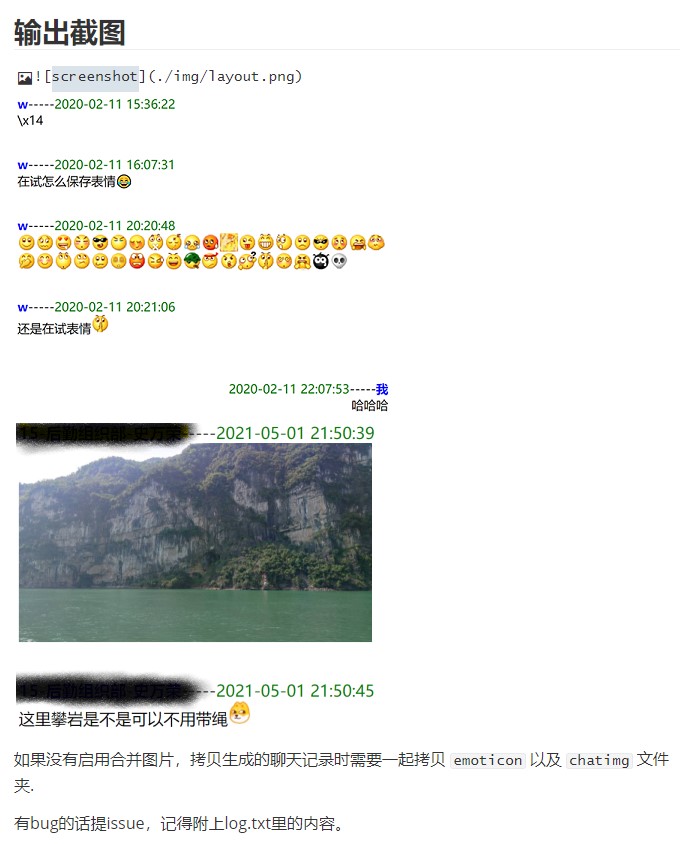 输出截图
![screenshot](./img/layout.png)
w-----2020-02-11 15:36:22
\x14
w-----2020-02-11 16:07:31
在试怎么保存表情
w-----2020-02-11 20:20:48
w-----2020-02-11 20:21:06
还是在试表情
2020-02-11 22:07:53-----我
哈哈哈
----2021-05-01 21:50:39
----2021-05-01 21:50:45
这里攀岩是不是可以不用带绳
如果没有启用合并图片，拷贝生成的聊天记录时需要一起拷贝 emoticon 以及 chatimg 文件
夹.
有bug的话提issue，记得附上log.txt里的内容。